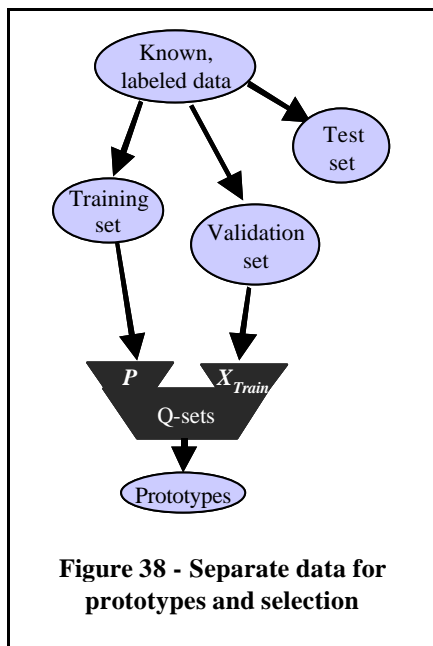 Known,
labeled data
Test
set
Training
set
Validation
set
P
X_Train
Q-sets
Prototypes
Figure 38 - Separate data for
prototypes and selection